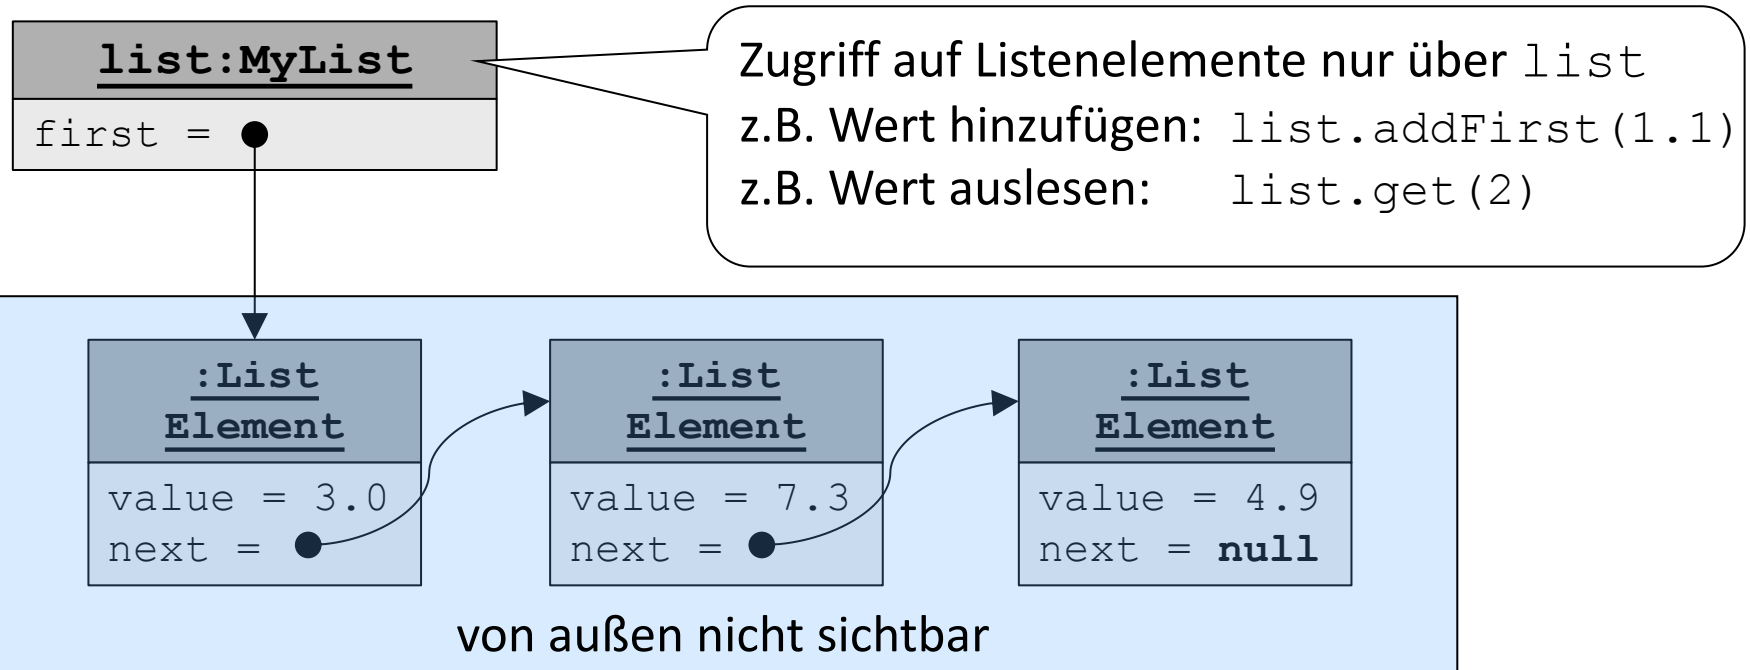 list:MyList
first =
Zugriff auf Listenelemente nur über list
z.B. Wert hinzufügen: list.addFirst(1.1)
z.B. Wert auslesen: list.get(2)
:List
Element
value = 3.0
next =
:List
Element
value = 7.3
next =
:List
Element
value = 4.9
next = null
von außen nicht sichtbar